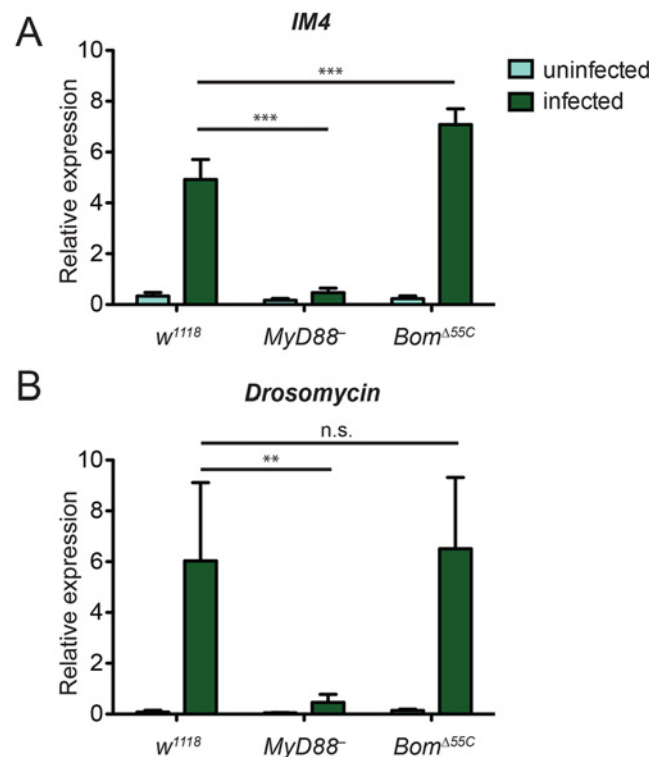 A
IM4
uninfected
infected
Relative expression
10
8
6
4
2
0
***
***
w1118
MyD88–
BomΔ55C
B
Drosomycin
Relative expression
10
8
6
4
2
0
n.s.
**
w1118
MyD88–
BomΔ55C